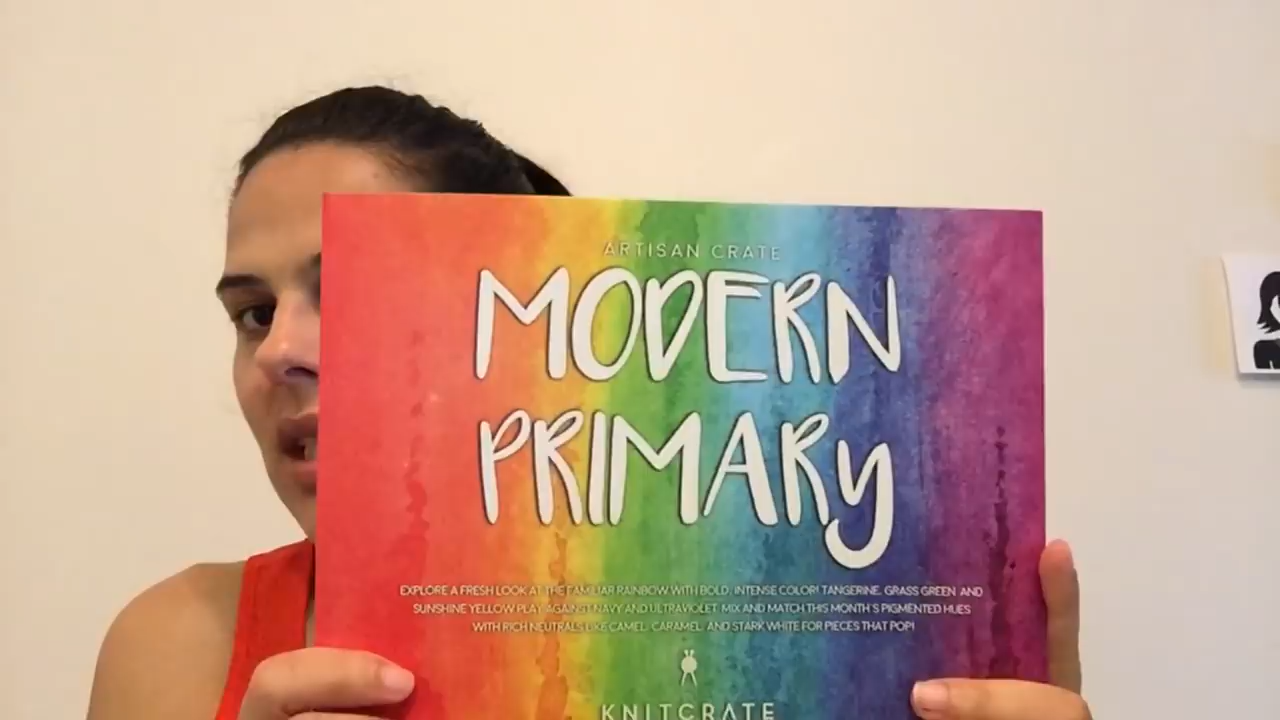 ARTISAN CRATE
MODERN
PRIMARY
EXPLORE A FRESH LOOK AT THE FAMILIAR RAINBOW WITH BOLD, INTENSE COLOR! TANGERINE, GRASS GREEN AND
SUNSHINE YELLOW PLAY AGAINST NAVY AND ULTRAVIOLET. MIX AND MATCH THIS MONTH'S PIGMENTED HUES
WITH RICH NEUTRALS LIKE CAMEL, CARAMEL, AND STARK WHITE FOR PIECES THAT POP!
KNITCRATE